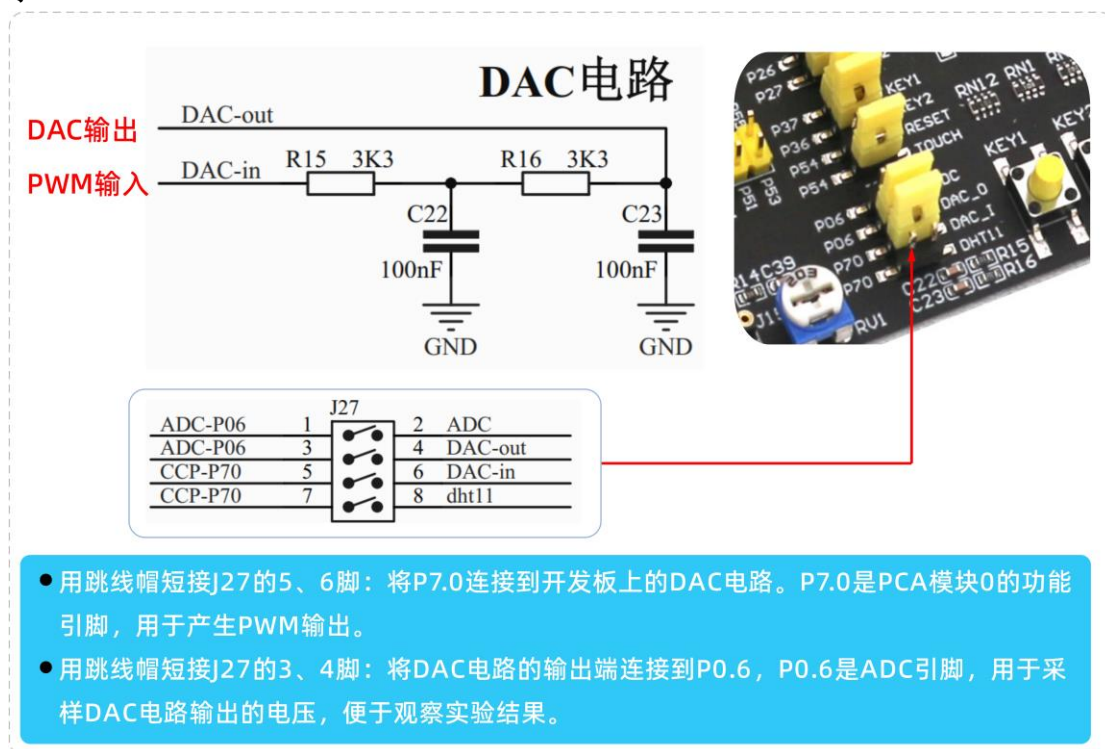 DAC电路
DAC输出
DAC-out
PWM输入
DAC-in
R15 3K3
R16 3K3
C22
C23
100nF
100nF
GND
GND
P26
P27
KEY1
RN12 RN1
KEY2
P37
RESET
P36
TOUCH
KEY1
KEY2
P54
P54
P51
P53
DAC_O
P06
DAC_I
P06
DHT11
P70
R15
R14
C39
P70
C22
R16
C23
203
RV1
J27
ADC-P06 1 2 ADC
ADC-P06 3 4 DAC-out
CCP-P70 5 6 DAC-in
CCP-P70 7 8 dht11
●用跳线帽短接J27的5、6脚：将P7.0连接到开发板上的DAC电路。P7.0是PCA模块0的功能
引脚，用于产生PWM输出。
●用跳线帽短接J27的3、4脚：将DAC电路的输出端连接到P0.6，P0.6是ADC引脚，用于采
样DAC电路输出的电压，便于观察实验结果。